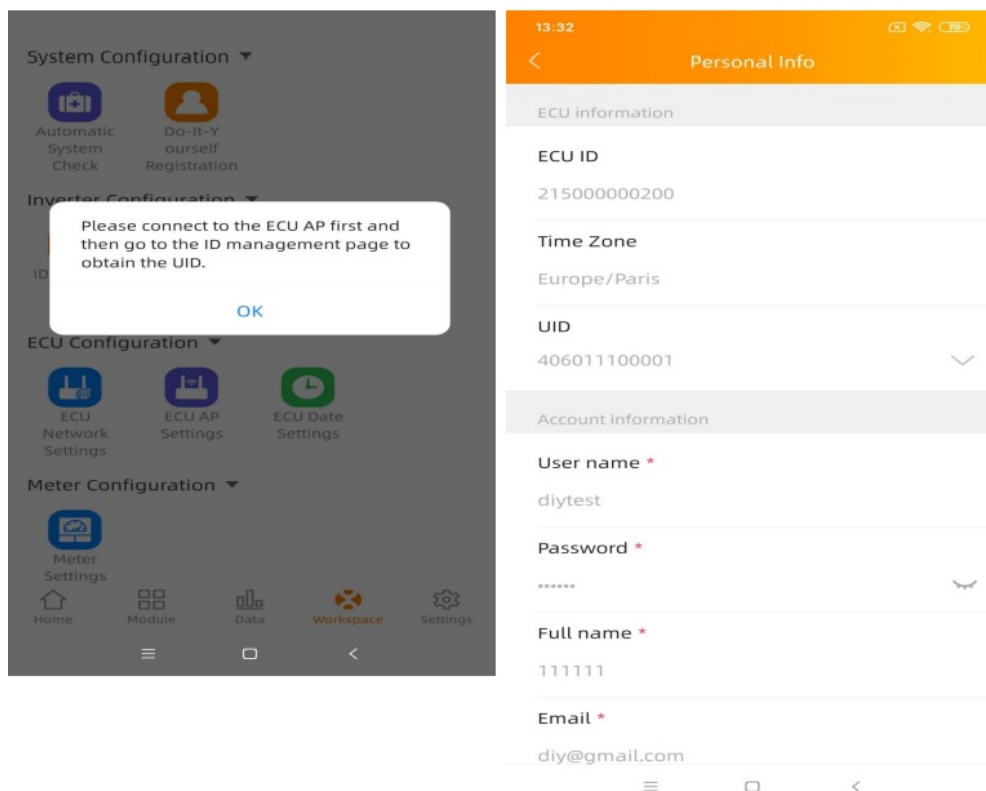 System Configuration
Automatic
System
Check
Do-It-Y
ourself
Registration
Inverter Configuration
Please connect to the ECU AP first and
then go to the ID management page to
obtain the UID.
OK
ID
ECU Configuration
ECU
Network
Settings
ECU AP
Settings
ECU Date
Settings
Meter Configuration
Meter
Settings
Home
Module
Data
Workspace
Settings
13:32
70
Personal Info
ECU information
ECU ID
215000000200
Time Zone
Europe/Paris
UID
406011100001
Account information
User name *
diytest
Password *
••••••
Full name *
111111
Email *
diy@gmail.com